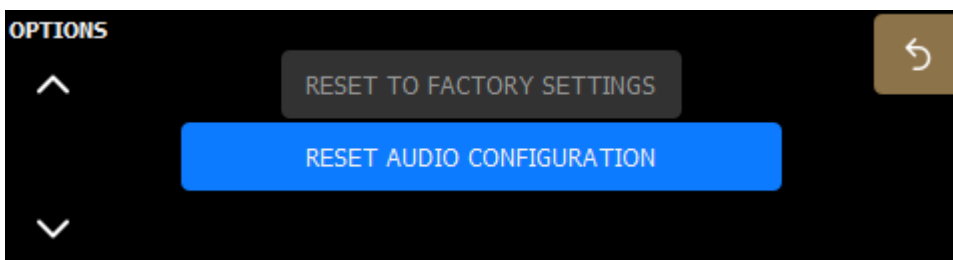 OPTIONS
RESET TO FACTORY SETTINGS
RESET AUDIO CONFIGURATION